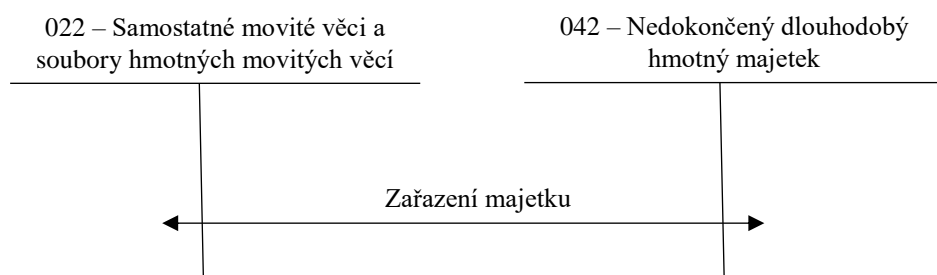 022 – Samostatné movité věci a
soubory hmotných movitých věcí
042 – Nedokončený dlouhodobý
hmotný majetek
Zařazení majetku